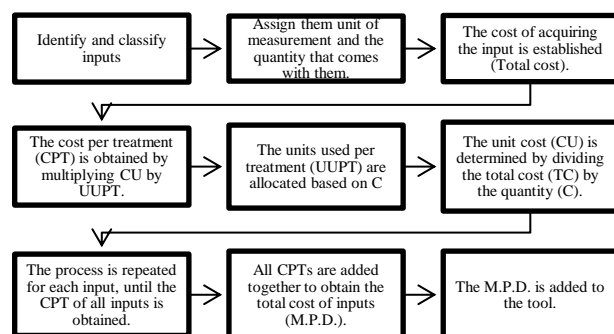 Identify and classify
inputs
Assign them unit of
measurement and the
quantity that comes
with them.
The cost of acquiring
the input is established
(Total cost).
The cost per treatment
(CPT) is obtained by
multiplying CU by
UUPT.
The units used per
treatment (UUPT) are
allocated based on C
The unit cost (CU) is
determined by dividing
the total cost (TC) by
the quantity (C).
The process is repeated
for each input, until the
CPT of all inputs is
obtained.
All CPTs are added
together to obtain the
total cost of inputs
(M.P.D.).
The M.P.D. is added to
the tool.